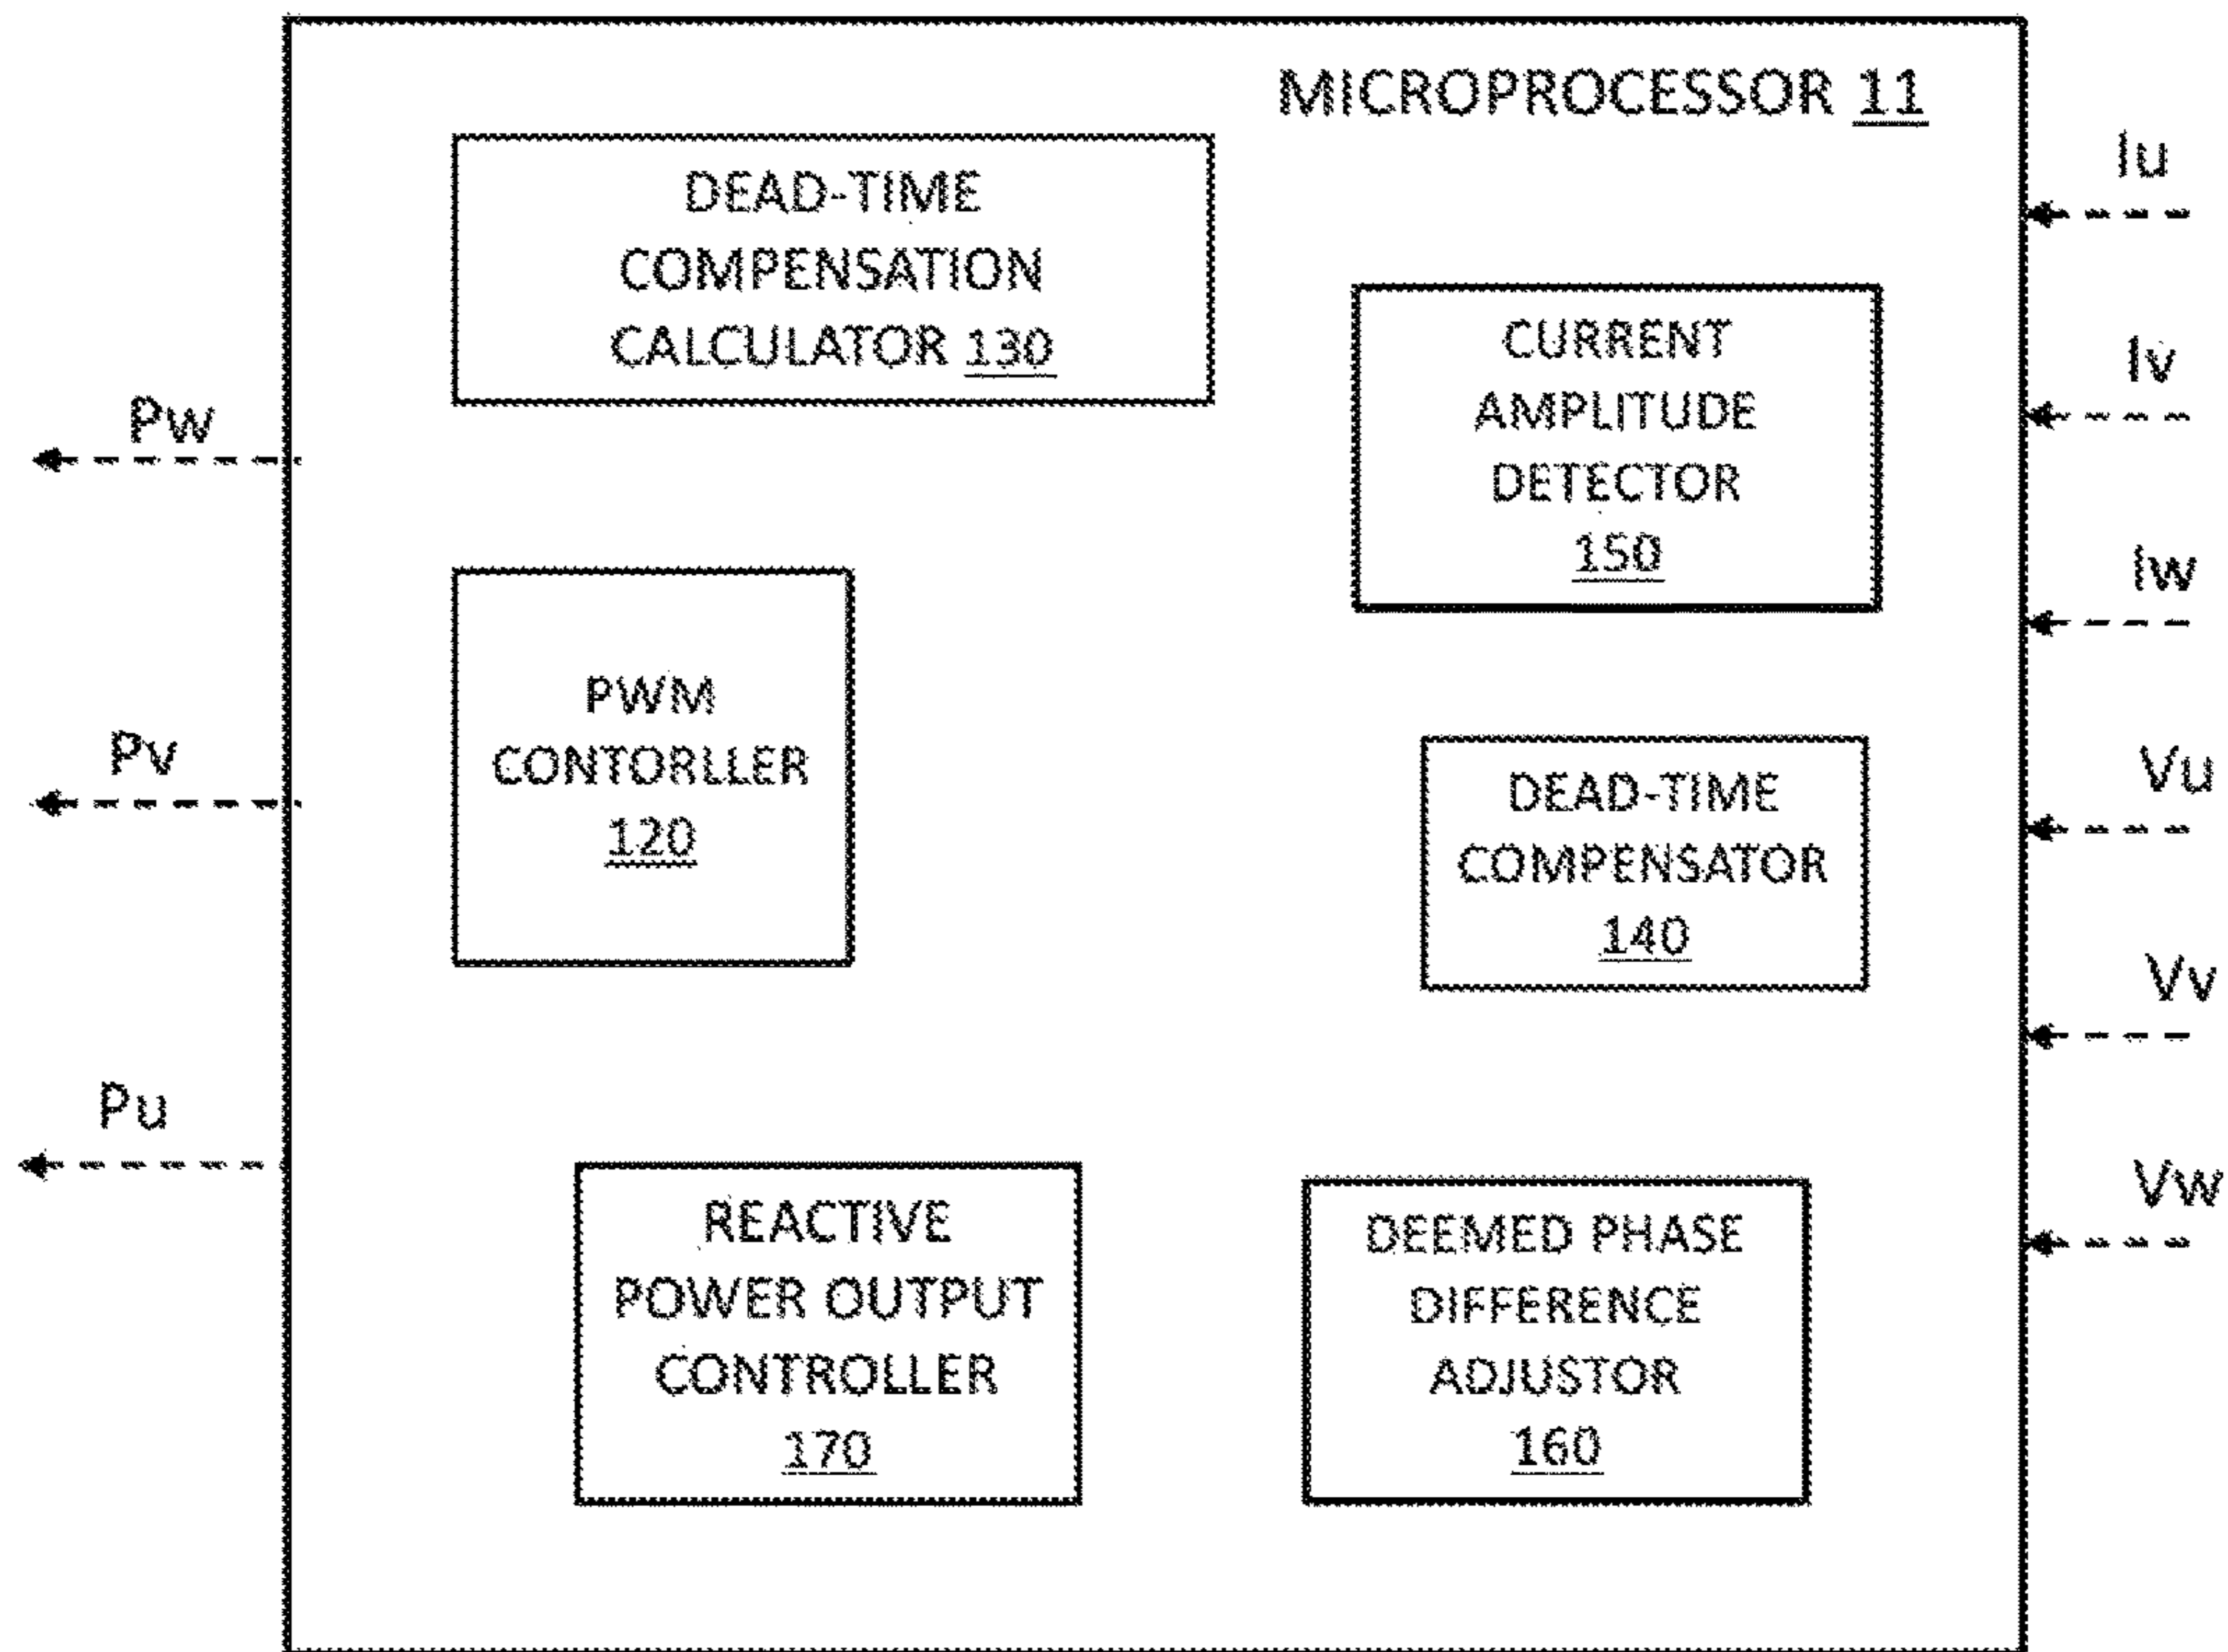 MICROPROCESSOR 11
DEAD-TIME
COMPENSATION
CALCULATOR 130
CURRENT
AMPLITUDE
DETECTOR
150
PWM
CONTORLLER
120
DEAD-TIME
COMPENSATOR
140
REACTIVE
POWER OUTPUT
CONTROLLER
170
DEEMED PHASE
DIFFERENCE
ADJUSTOR
160
Pw
Pv
Pu
Iu
Iv
Iw
Vu
Vv
Vw